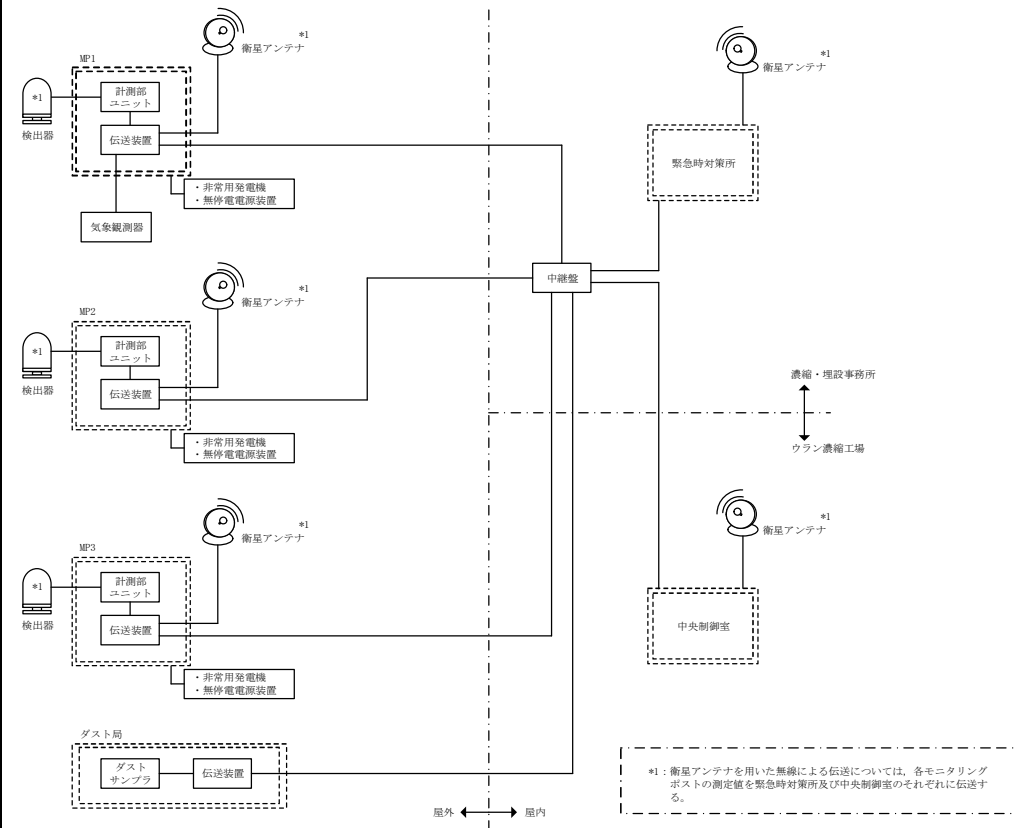 *1
衛星アンテナ
MP1
*1
検出器
計測部
ユニット
伝送装置
・非常用発電機
・無停電電源装置
気象観測器
*1
衛星アンテナ
MP2
*1
検出器
計測部
ユニット
伝送装置
・非常用発電機
・無停電電源装置
*1
衛星アンテナ
MP3
*1
検出器
計測部
ユニット
伝送装置
・非常用発電機
・無停電電源装置
ダスト局
ダスト
サンプラ
伝送装置
屋外
屋内
中継盤
*1
衛星アンテナ
緊急時対策所
濃縮・埋設事務所
ウラン濃縮工場
*1
衛星アンテナ
中央制御室
*1：衛星アンテナを用いた無線による伝送については，各モニタリング
ポストの測定値を緊急時対策所及び中央制御室のそれぞれに伝送す
る。